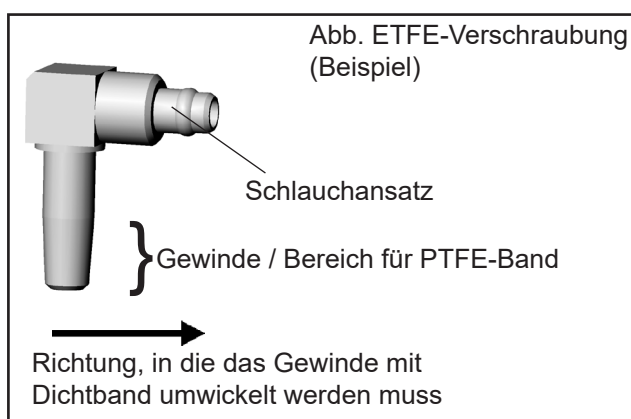 Abb. ETFE-Verschraubung
(Beispiel)
Schlauchansatz
Gewinde / Bereich für PTFE-Band
Richtung, in die das Gewinde mit
Dichtband umwickelt werden muss